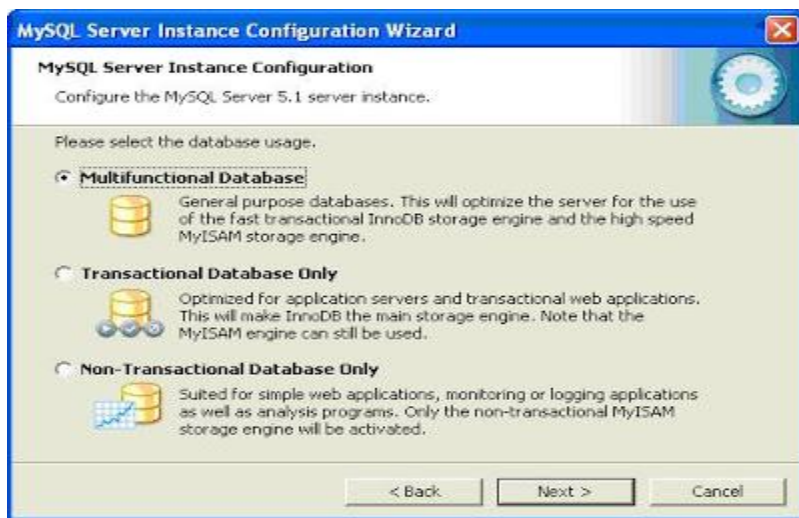 MySQL Server Instance Configuration Wizard
MySQL Server Instance Configuration
Configure the MySQL Server 5.1 server instance.
Please select the database usage.
Multifunctional Database
General purpose databases. This will optimize the server for the use
of the fast transactional InnoDB storage engine and the high speed
MyISAM storage engine.
Transactional Database Only
Optimized for application servers and transactional web applications.
This will make InnoDB the main storage engine. Note that the
MyISAM engine can still be used.
Non-Transactional Database Only
Suited for simple web applications, monitoring or logging applications
as well as analysis programs. Only the non-transactional MyISAM
storage engine will be activated.
< Back
Next >
Cancel